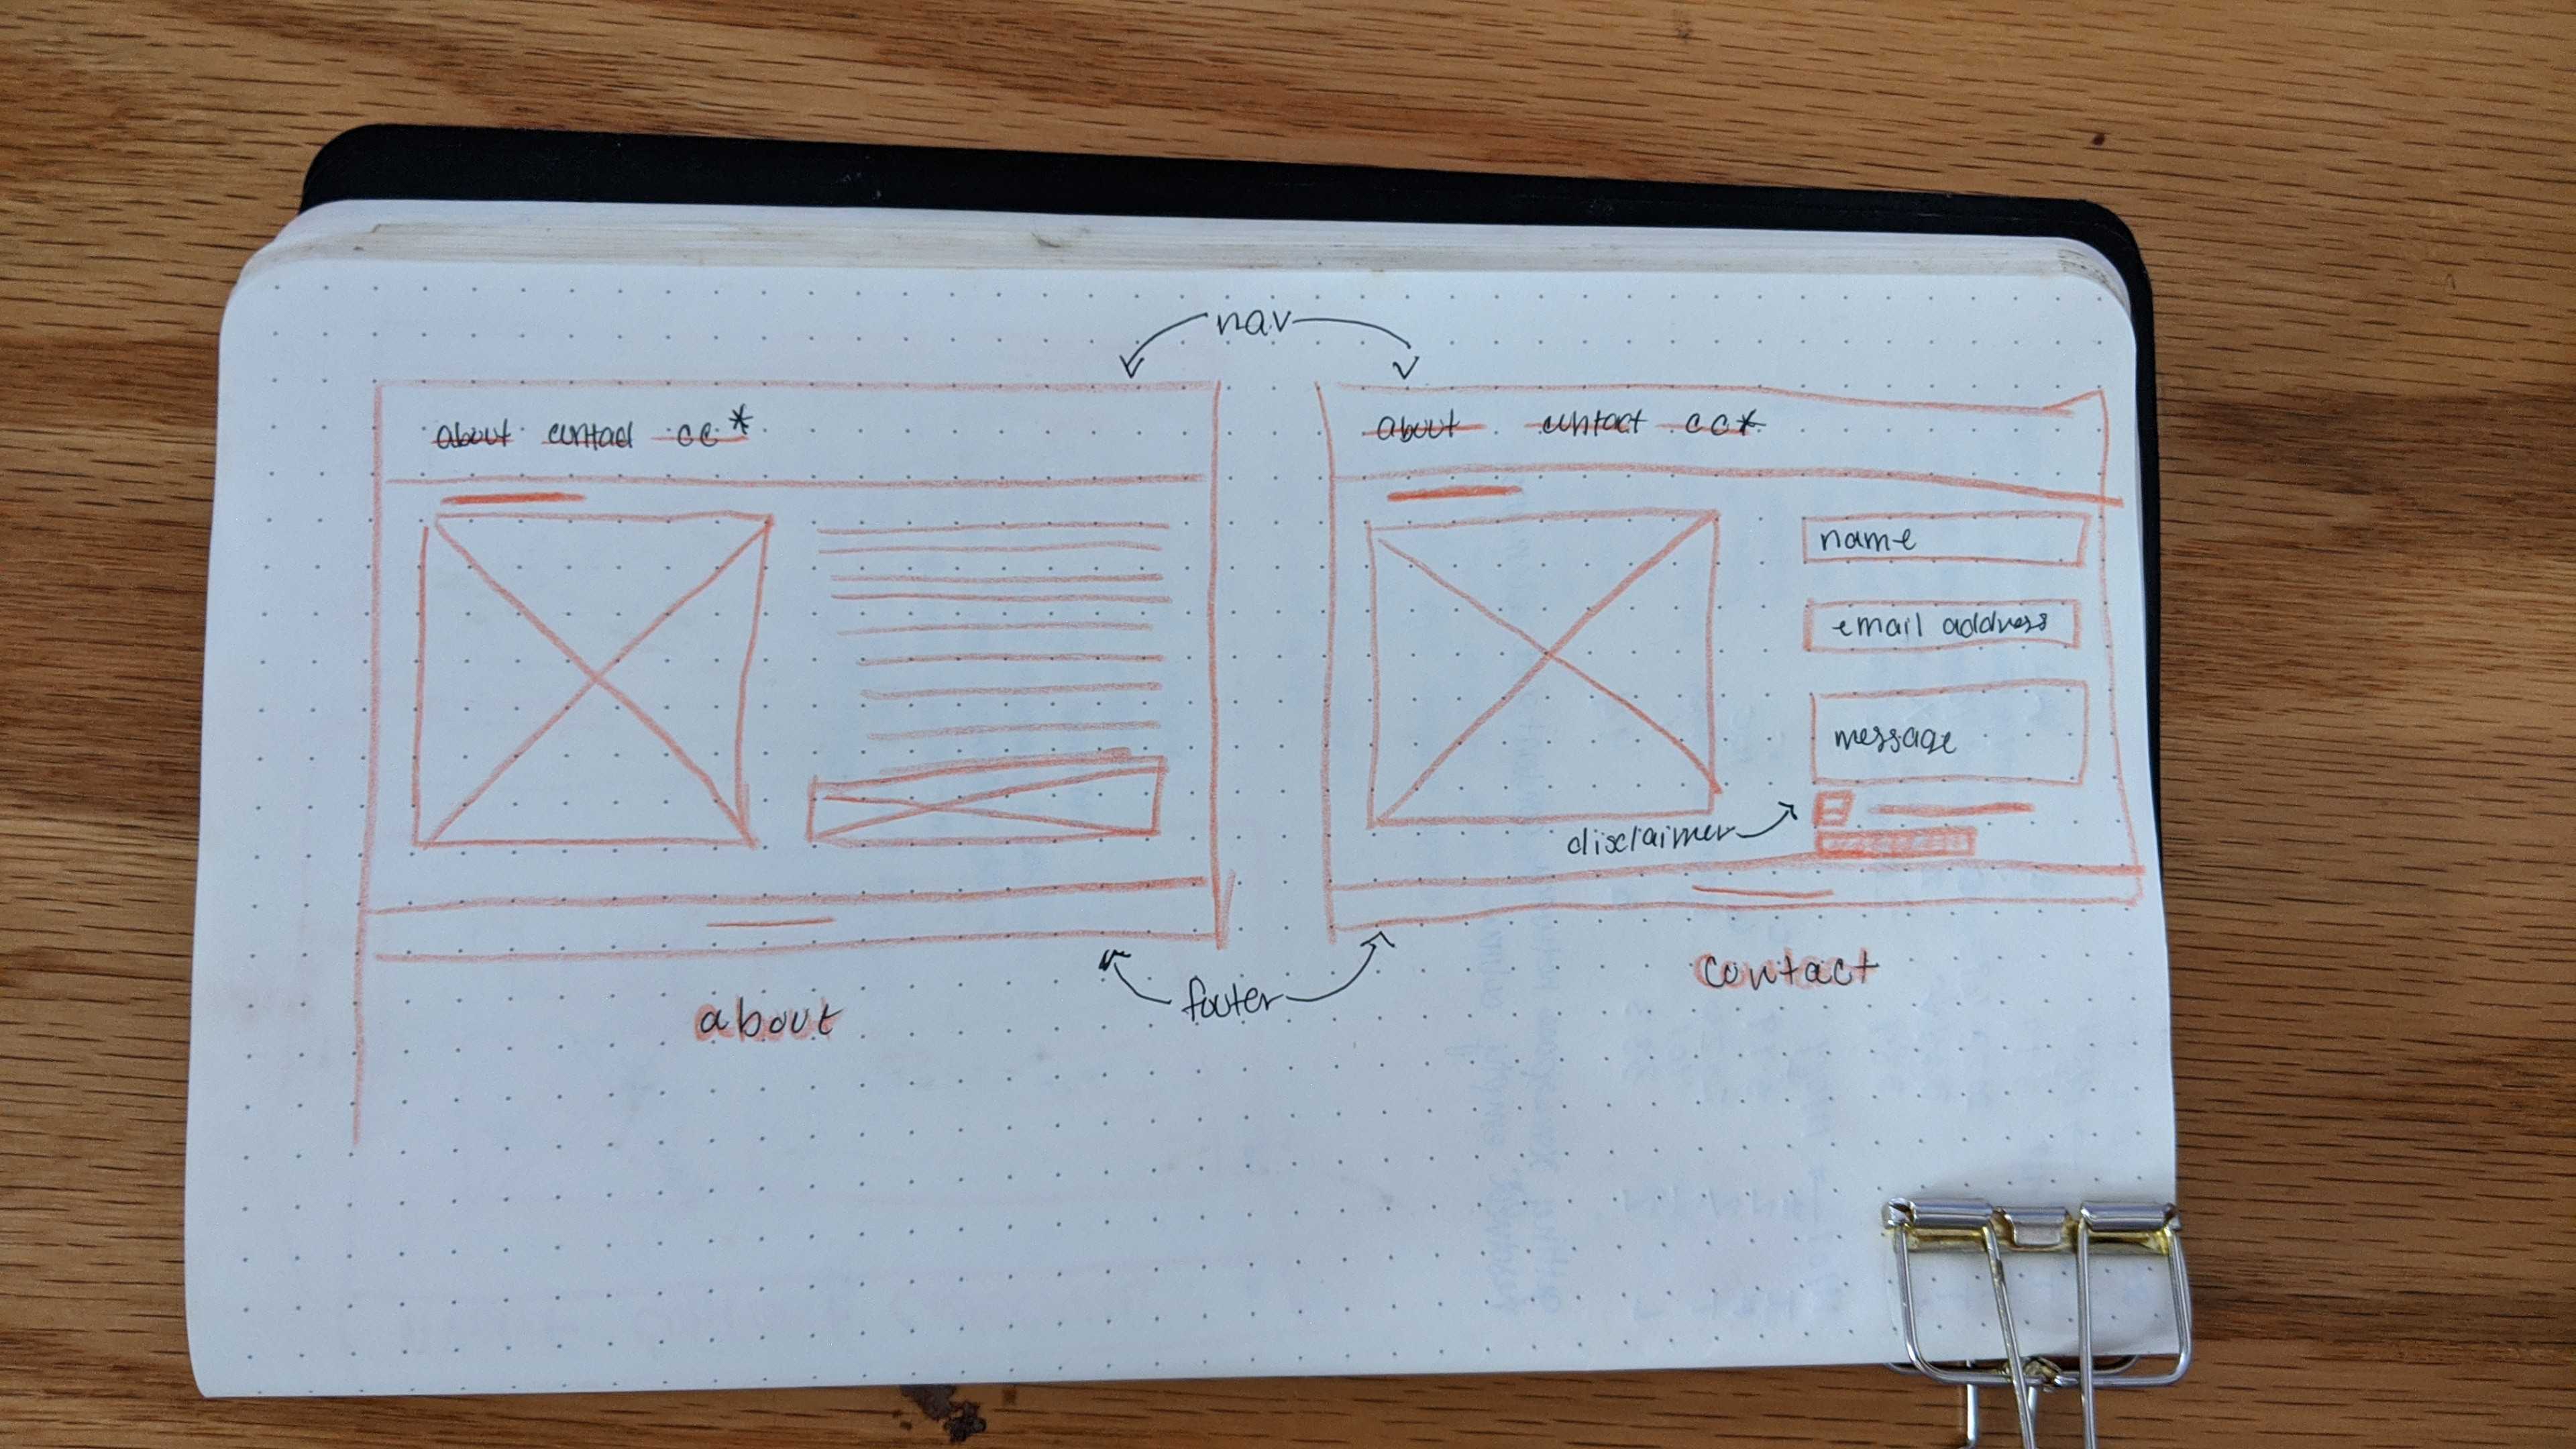 nav
about contact cc*
about contact cc*
name
email address
message
disclaimer
footer
about
contact